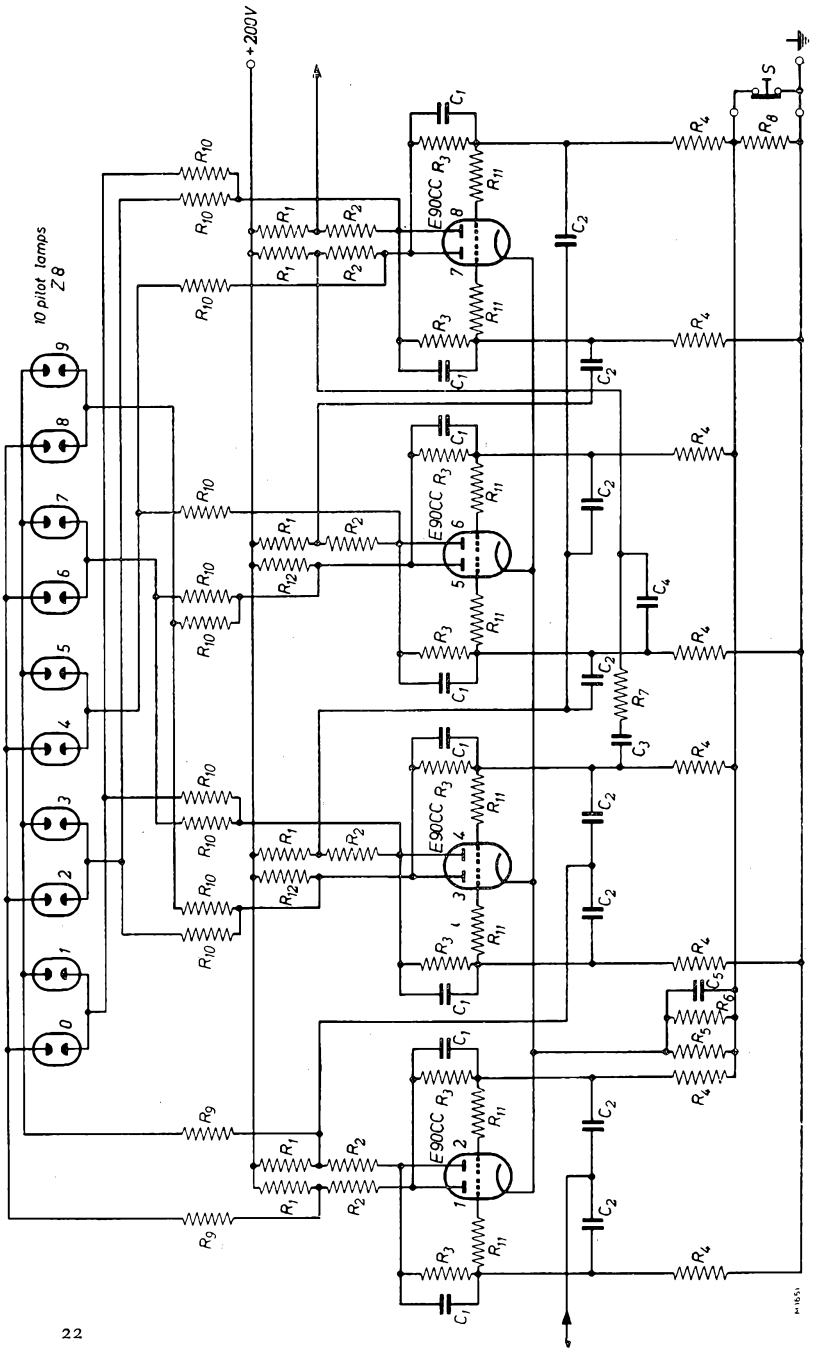 10 pilot lamps
Z8
0 1 2 3 4 5 6 7 8 9
R9 R9 R10 R10 R10 R10 R10 R10 R10 R10 R10 R10
+200V
R1 R1 R12 R1 R12 R1 R1 R1
R2 R2 R2 R2 R2 R2
E90CC E90CC E90CC E90CC
1 2 3 4 5 6 7 8
C1 R3 R3 C1 C1 R3 R3 C1 C1 R3 R3 C1 C1 R3 R3 C1
R11 R11 R11 R11 R11 R11 R11 R11
C2 C2 C2 C2 C2 C2 C2 C2
C3 R7 C4
R4 R4 R5 R6 C5 R4 R4 R4 R4 R4 R4 R8 S
M1651
22